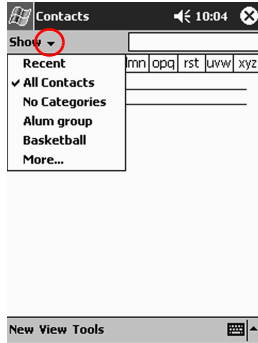 Contacts 10:04
Show
Recent
mn opq rst uvw xyz
All Contacts
No Categories
Alum group
Basketball
More...
New View Tools